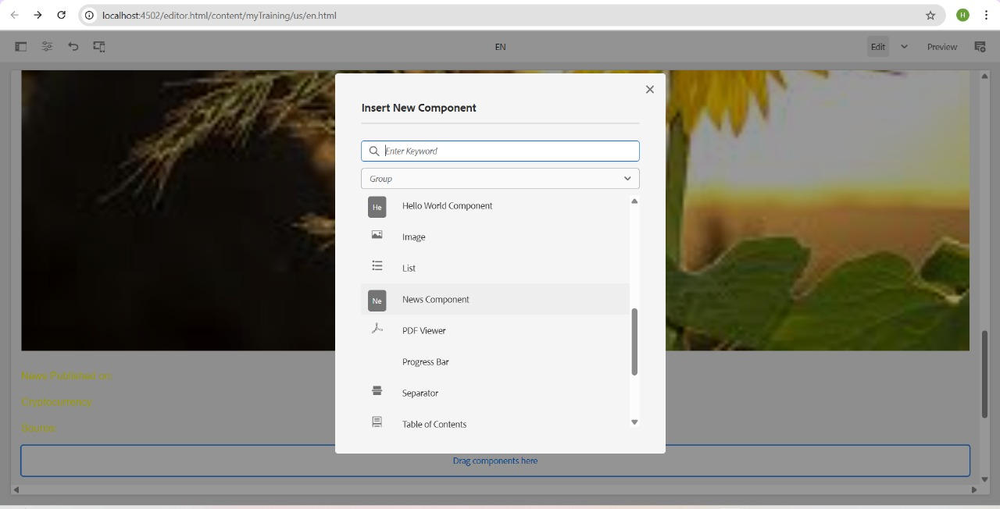 localhost:4502/editor.html/content/myTraining/us/en.html
H
EN
Edit
Preview
Insert New Component
Enter Keyword
Group
He
Hello World Component
Image
List
Ne
News Component
PDF Viewer
Progress Bar
Separator
Table of Contents
News Published on:
Cryptocurrency
Source:
Drag components here